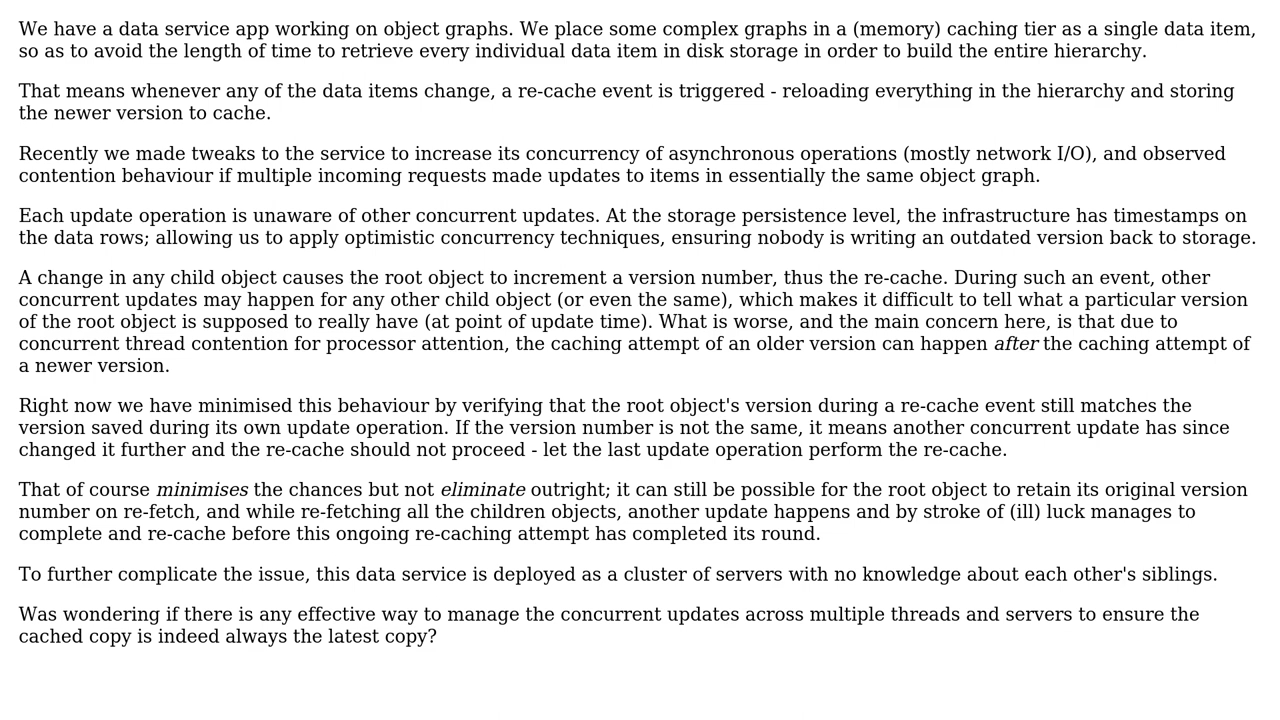 We have a data service app working on object graphs. We place some complex graphs in a (memory) caching tier as a single data item,
so as to avoid the length of time to retrieve every individual data item in disk storage in order to build the entire hierarchy.
That means whenever any of the data items change, a re-cache event is triggered - reloading everything in the hierarchy and storing
the newer version to cache.
Recently we made tweaks to the service to increase its concurrency of asynchronous operations (mostly network I/O), and observed
contention behaviour if multiple incoming requests made updates to items in essentially the same object graph.
Each update operation is unaware of other concurrent updates. At the storage persistence level, the infrastructure has timestamps on
the data rows; allowing us to apply optimistic concurrency techniques, ensuring nobody is writing an outdated version back to storage.
A change in any child object causes the root object to increment a version number, thus the re-cache. During such an event, other
concurrent updates may happen for any other child object (or even the same), which makes it difficult to tell what a particular version
of the root object is supposed to really have (at point of update time). What is worse, and the main concern here, is that due to
concurrent thread contention for processor attention, the caching attempt of an older version can happen after the caching attempt of
a newer version.
Right now we have minimised this behaviour by verifying that the root object's version during a re-cache event still matches the
version saved during its own update operation. If the version number is not the same, it means another concurrent update has since
changed it further and the re-cache should not proceed - let the last update operation perform the re-cache.
That of course minimises the chances but not eliminate outright; it can still be possible for the root object to retain its original version
number on re-fetch, and while re-fetching all the children objects, another update happens and by stroke of (ill) luck manages to
complete and re-cache before this ongoing re-caching attempt has completed its round.
To further complicate the issue, this data service is deployed as a cluster of servers with no knowledge about each other's siblings.
Was wondering if there is any effective way to manage the concurrent updates across multiple threads and servers to ensure the
cached copy is indeed always the latest copy?